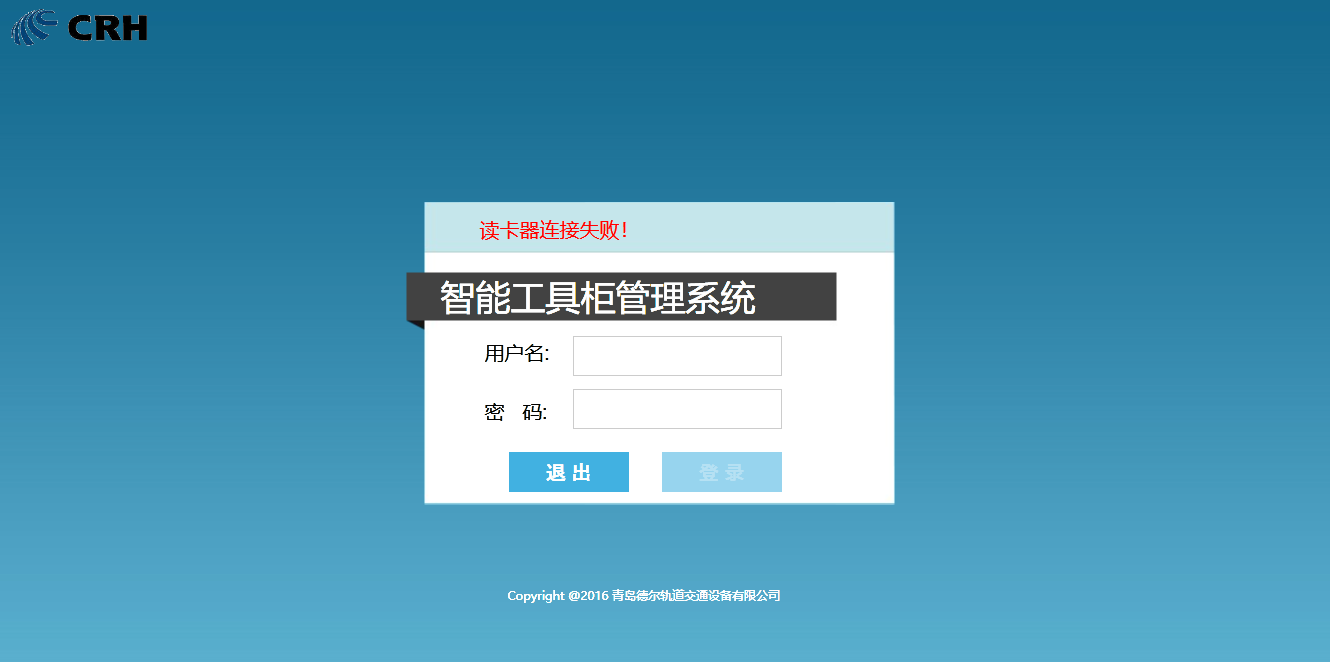 CRH
读卡器连接失败！
智能工具柜管理系统
用户名:
密 码:
退 出 登 录
Copyright @2016 青岛德尔轨道交通设备有限公司